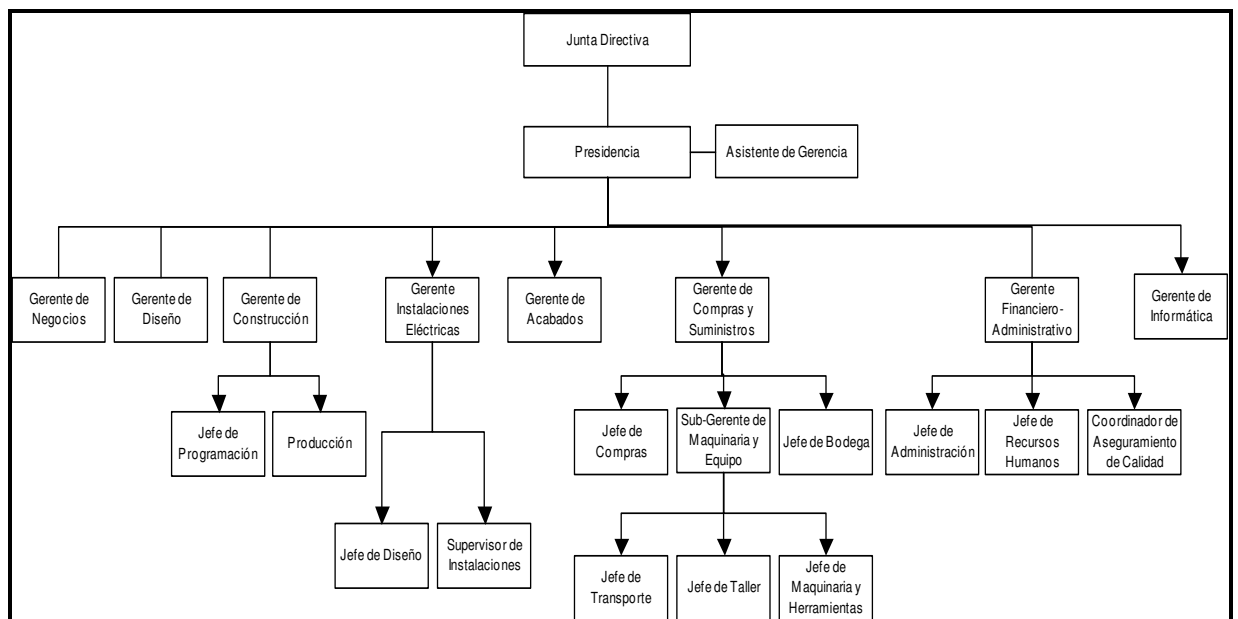 Junta Directiva
Presidencia
Asistente de Gerencia
Gerente de
Negocios
Gerente de
Diseño
Gerente de
Construcción
Gerente
Instalaciones
Eléctricas
Gerente de
Acabados
Gerente de
Compras y
Suministros
Gerente
Financiero-
Administrativo
Gerente de
Informática
Jefe de
Programación
Producción
Jefe de
Compras
Sub-Gerente de
Maquinaria y
Equipo
Jefe de Bodega
Jefe de
Administración
Jefe de
Recursos
Humanos
Coordinador de
Aseguramiento
de Calidad
Jefe de Diseño
Supervisor de
Instalaciones
Jefe de
Transporte
Jefe de Taller
Jefe de
Maquinaria y
Herramientas